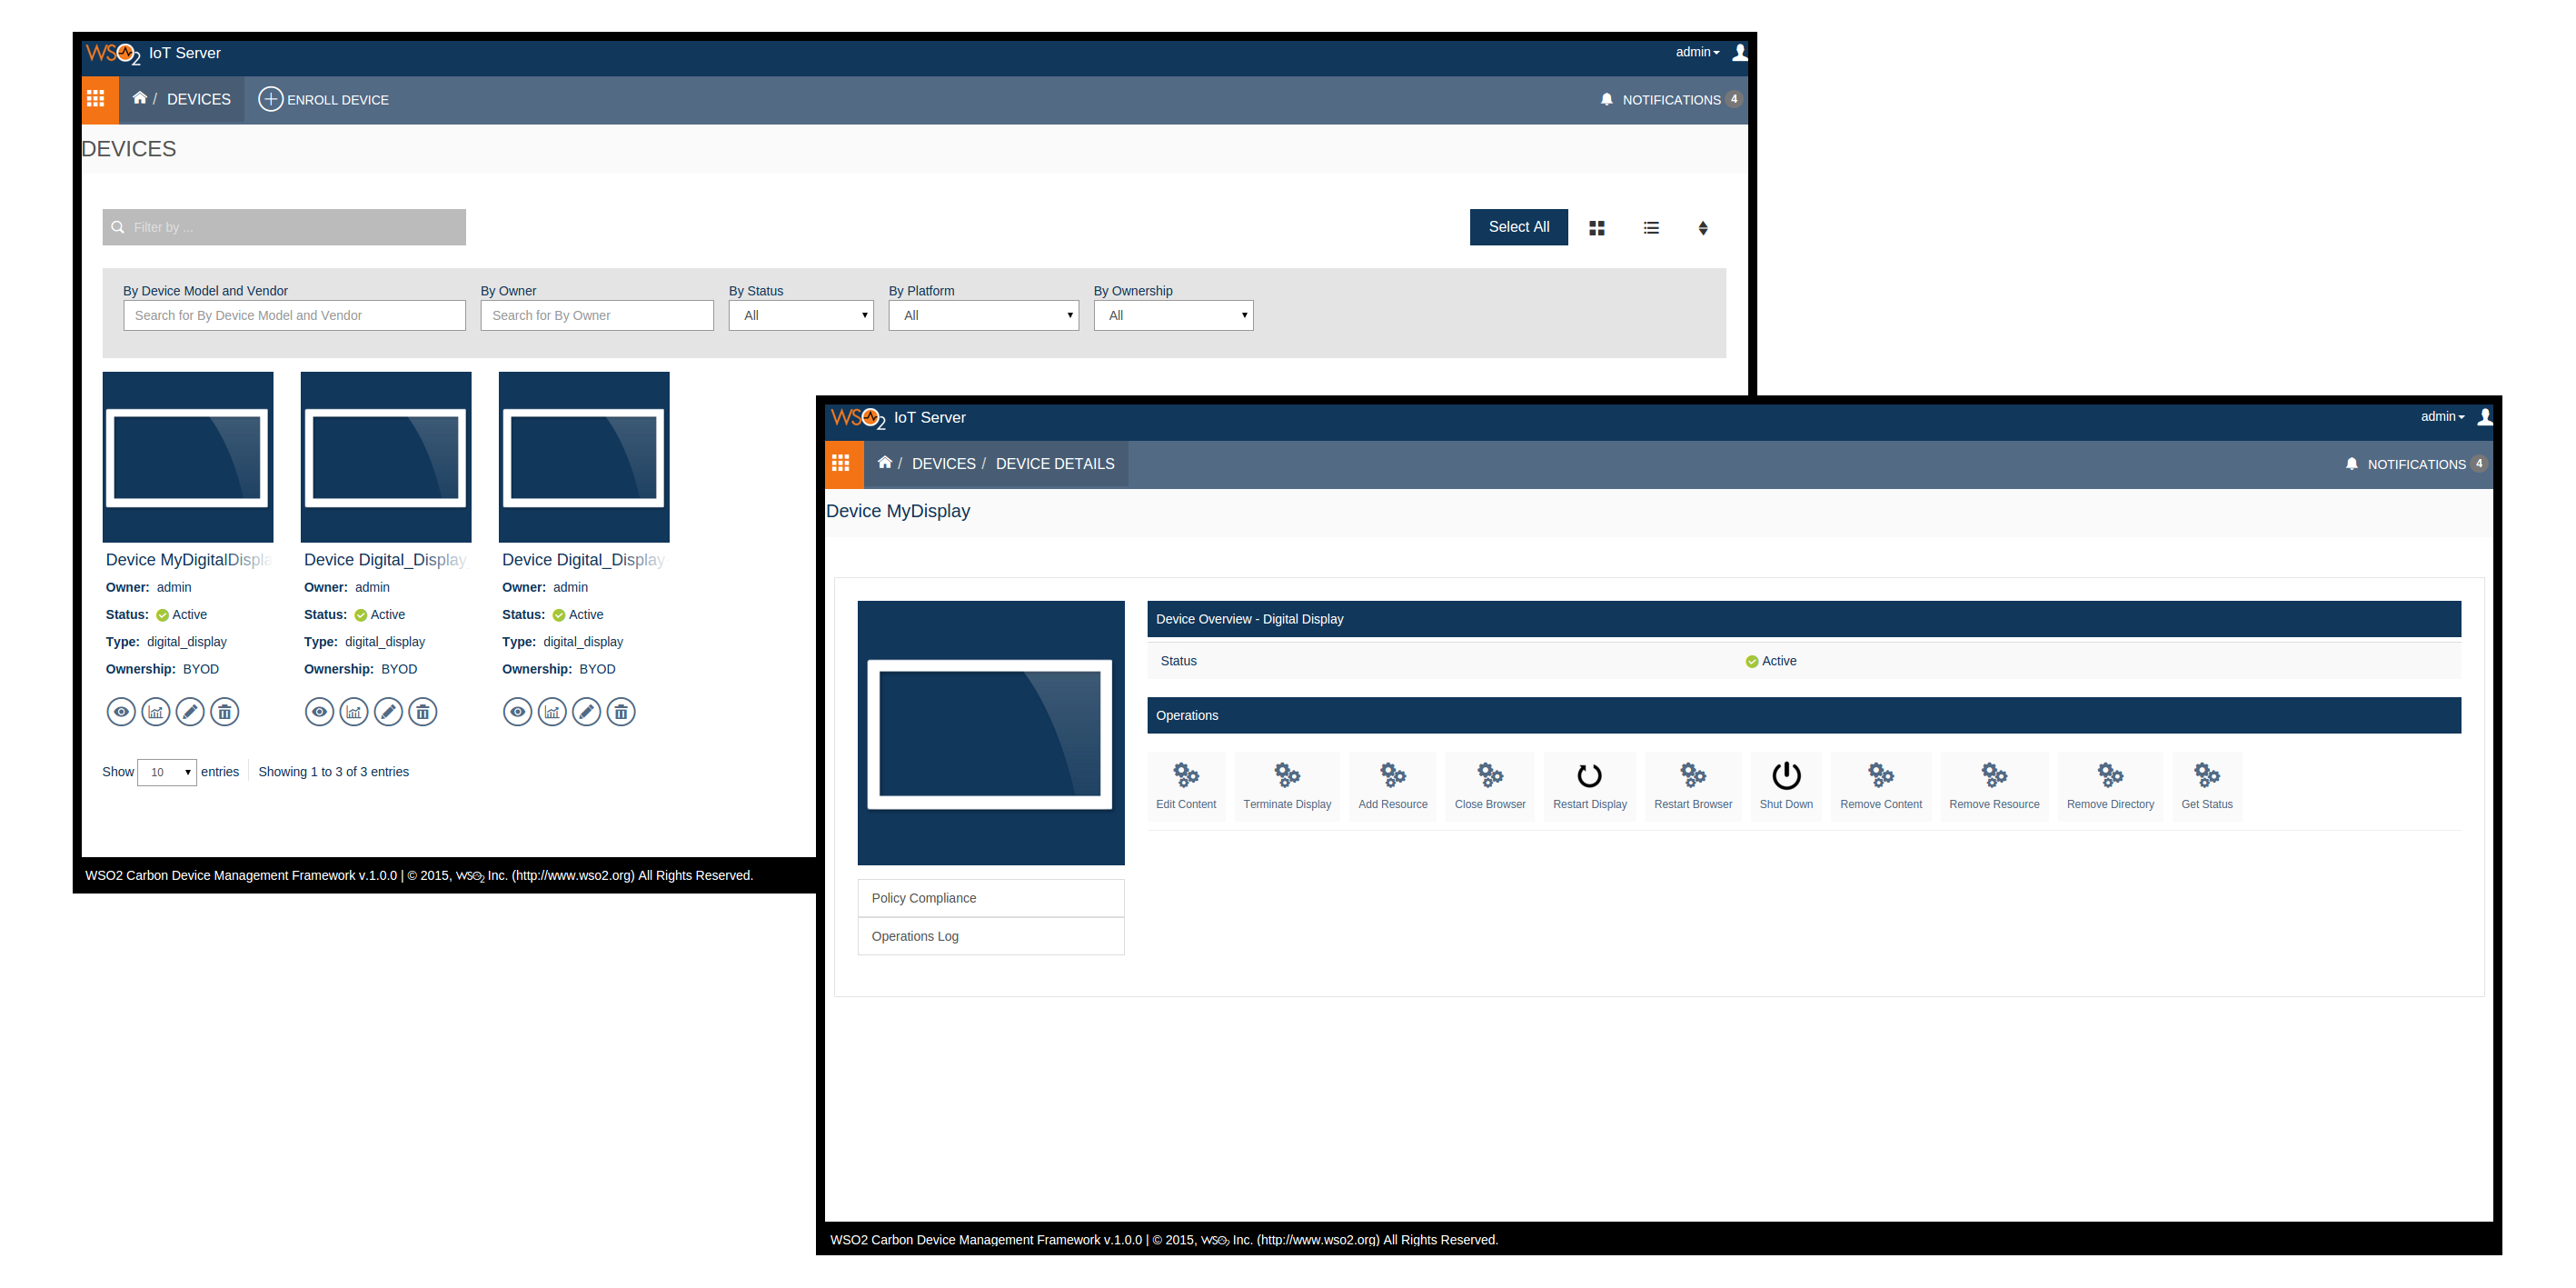 WSO2 IoT Server
admin
/ DEVICES
ENROLL DEVICE
NOTIFICATIONS 4
DEVICES
Filter by ...
Select All
By Device Model and Vendor
By Owner
By Status
By Platform
By Ownership
Search for By Device Model and Vendor
Search for By Owner
All
All
All
Device MyDigitalDispla
Owner: admin
Status: Active
Type: digital_display
Ownership: BYOD
Device Digital_Display_
Owner: admin
Status: Active
Type: digital_display
Ownership: BYOD
Device Digital_Display
Owner: admin
Status: Active
Type: digital_display
Ownership: BYOD
Show 10 entries
Showing 1 to 3 of 3 entries
WSO2 Carbon Device Management Framework v.1.0.0 | © 2015, WSO2 Inc. (http://www.wso2.org) All Rights Reserved.
WSO2 IoT Server
admin
/ DEVICES / DEVICE DETAILS
NOTIFICATIONS 4
Device MyDisplay
Device Overview - Digital Display
Status
Active
Operations
Edit Content
Terminate Display
Add Resource
Close Browser
Restart Display
Restart Browser
Shut Down
Remove Content
Remove Resource
Remove Directory
Get Status
Policy Compliance
Operations Log
WSO2 Carbon Device Management Framework v.1.0.0 | © 2015, WSO2 Inc. (http://www.wso2.org) All Rights Reserved.